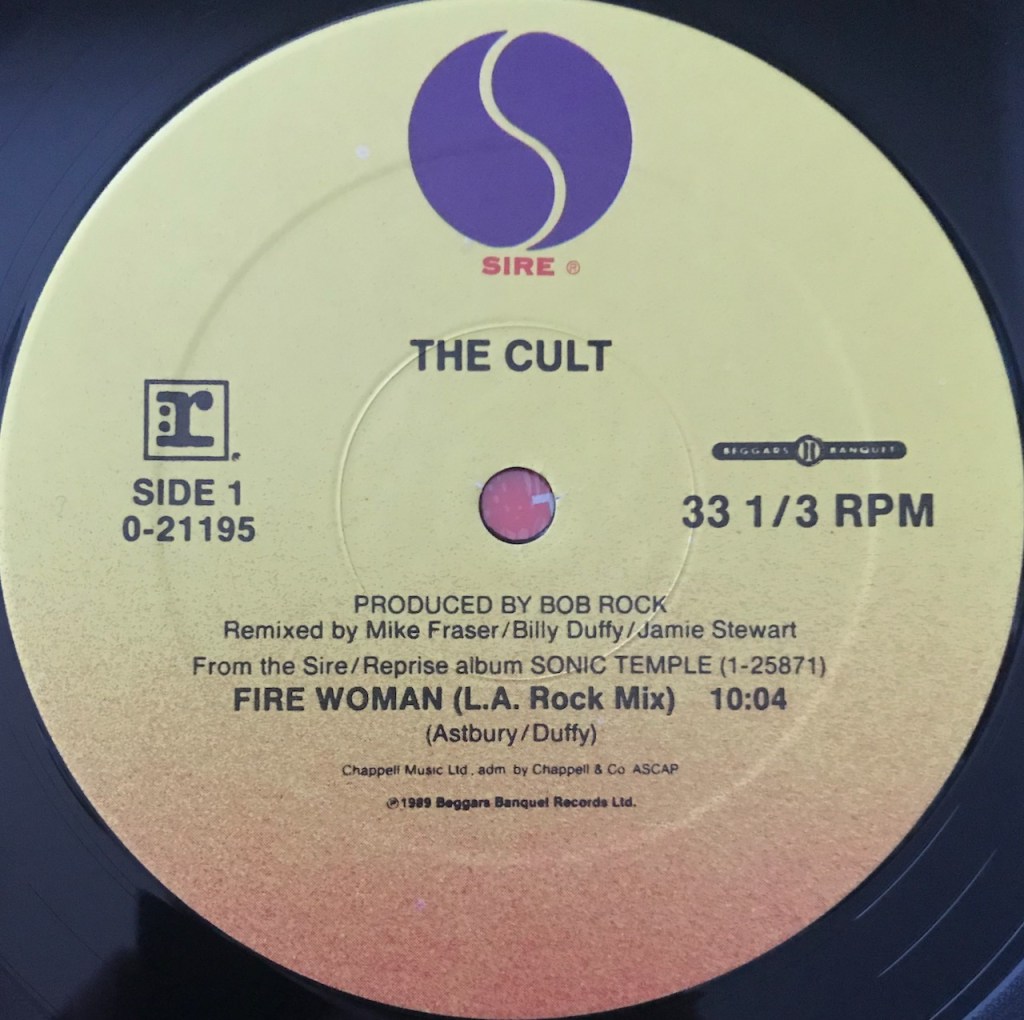 SIRE ®
THE CULT
r
BEGGARS BANQUET
SIDE 1
0-21195
33 1/3 RPM
PRODUCED BY BOB ROCK
Remixed by Mike Fraser/Billy Duffy/Jamie Stewart
From the Sire/Reprise album SONIC TEMPLE (1-25871)
FIRE WOMAN (L.A. Rock Mix) 10:04
(Astbury/Duffy)
Chappell Music Ltd., adm. by Chappell & Co. ASCAP
℗1989 Beggars Banquet Records Ltd.